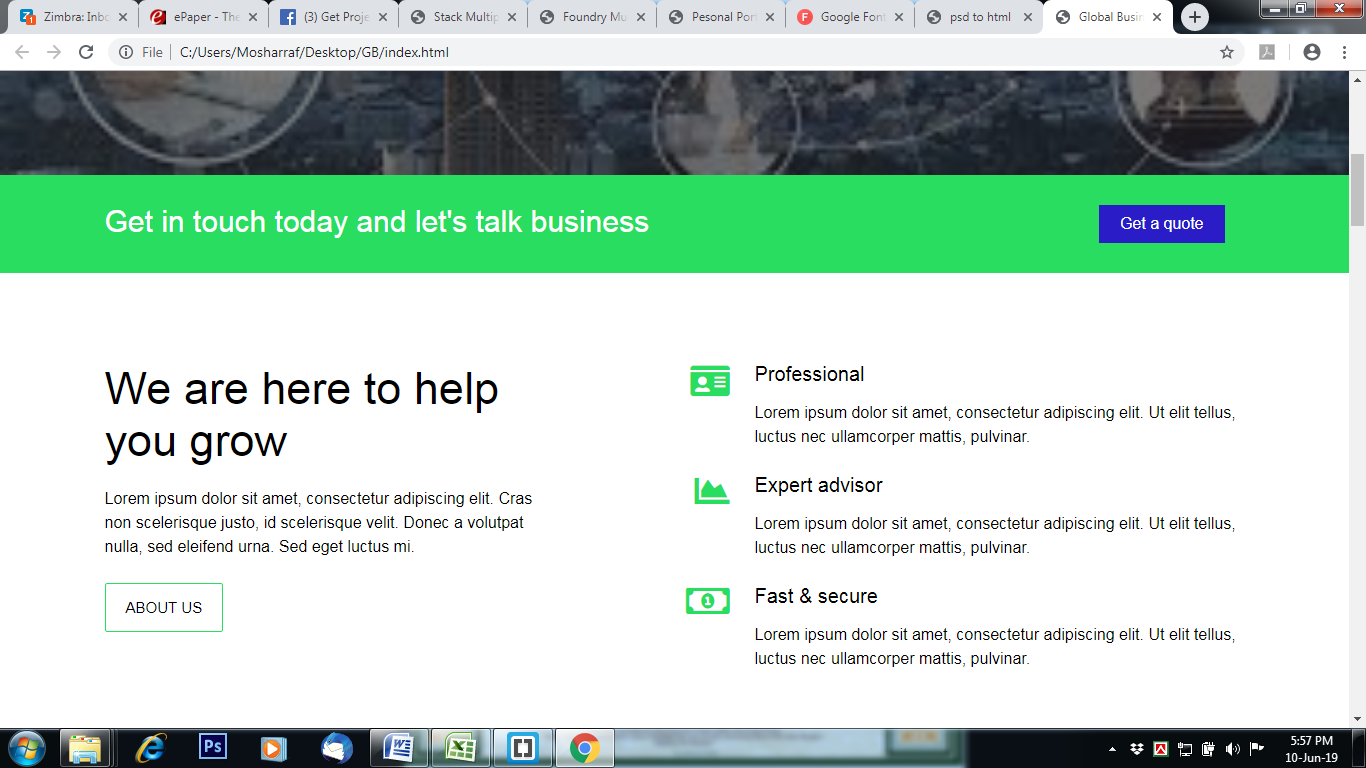 Zimbra: Inbo
ePaper - The
(3) Get Proje
Stack Multip
Foundry Mu
Pesonal Port
Google Font
psd to html
Global Busin
File
C:/Users/Mosharraf/Desktop/GB/index.html
Get in touch today and let's talk business
Get a quote
We are here to help
you grow
Lorem ipsum dolor sit amet, consectetur adipiscing elit. Cras
non scelerisque justo, id scelerisque velit. Donec a volutpat
nulla, sed eleifend urna. Sed eget luctus mi.
ABOUT US
Professional
Lorem ipsum dolor sit amet, consectetur adipiscing elit. Ut elit tellus,
luctus nec ullamcorper mattis, pulvinar.
Expert advisor
Lorem ipsum dolor sit amet, consectetur adipiscing elit. Ut elit tellus,
luctus nec ullamcorper mattis, pulvinar.
1
Fast & secure
Lorem ipsum dolor sit amet, consectetur adipiscing elit. Ut elit tellus,
luctus nec ullamcorper mattis, pulvinar.
Ps
5:57 PM
10-Jun-19